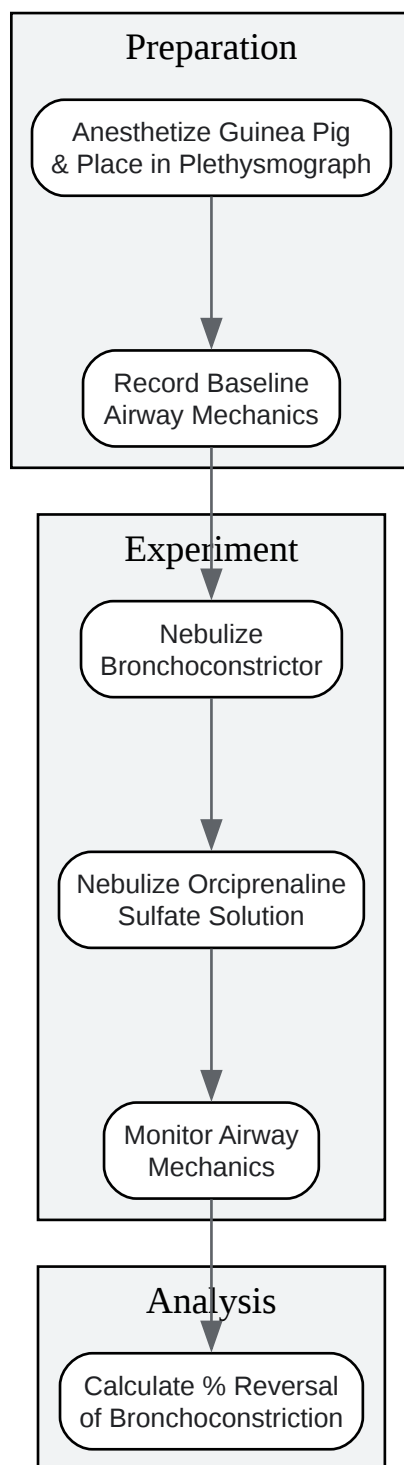 Preparation
Anesthetize Guinea Pig
& Place in Plethysmograph
Record Baseline
Airway Mechanics
Experiment
Nebulize
Bronchoconstrictor
Nebulize Orciprenaline
Sulfate Solution
Monitor Airway
Mechanics
Analysis
Calculate % Reversal
of Bronchoconstriction